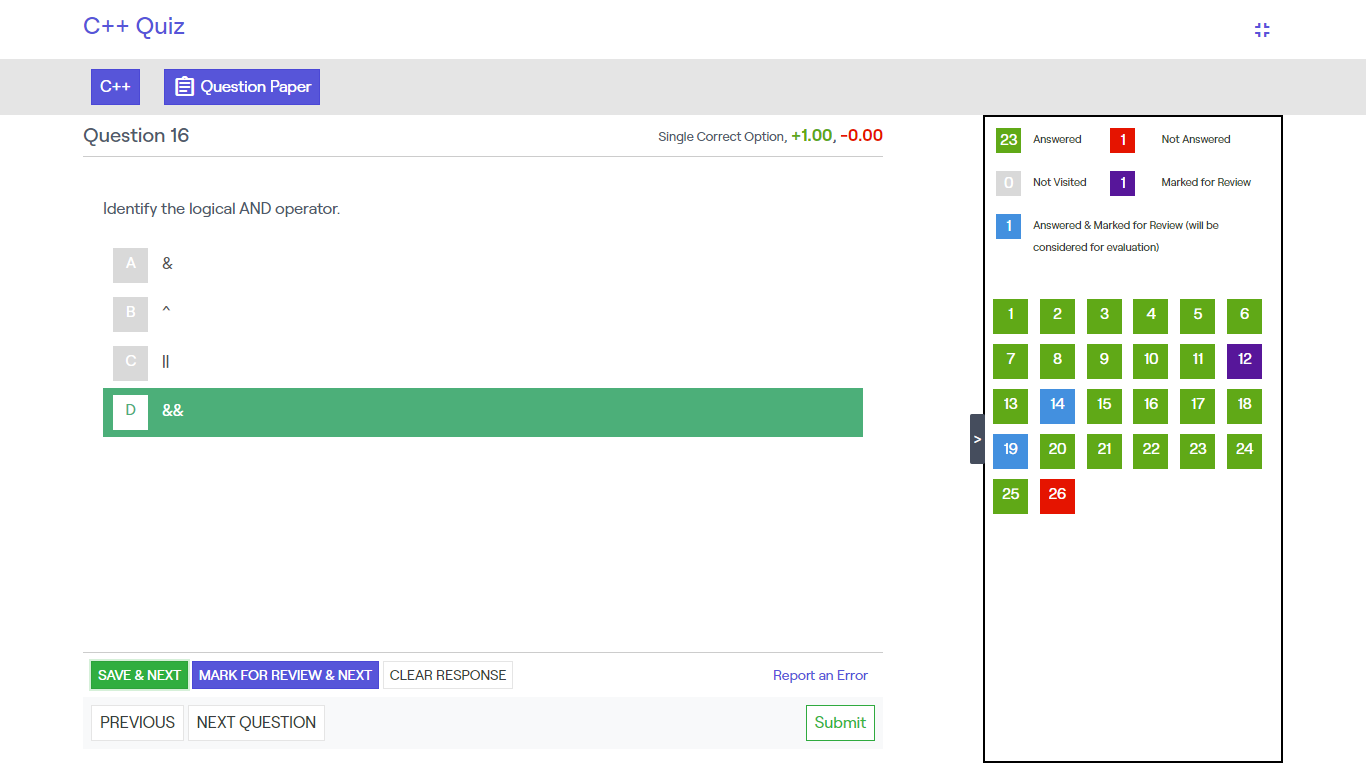 C++ Quiz
C++
Question Paper
Question 16
Single Correct Option, +1.00, -0.00
Identify the logical AND operator.
A &
B ^
C ||
D &&
SAVE & NEXT
MARK FOR REVIEW & NEXT
CLEAR RESPONSE
Report an Error
PREVIOUS
NEXT QUESTION
Submit
>
23 Answered
1 Not Answered
0 Not Visited
1 Marked for Review
1 Answered & Marked for Review (will be
considered for evaluation)
1 2 3 4 5 6
7 8 9 10 11 12
13 14 15 16 17 18
19 20 21 22 23 24
25 26